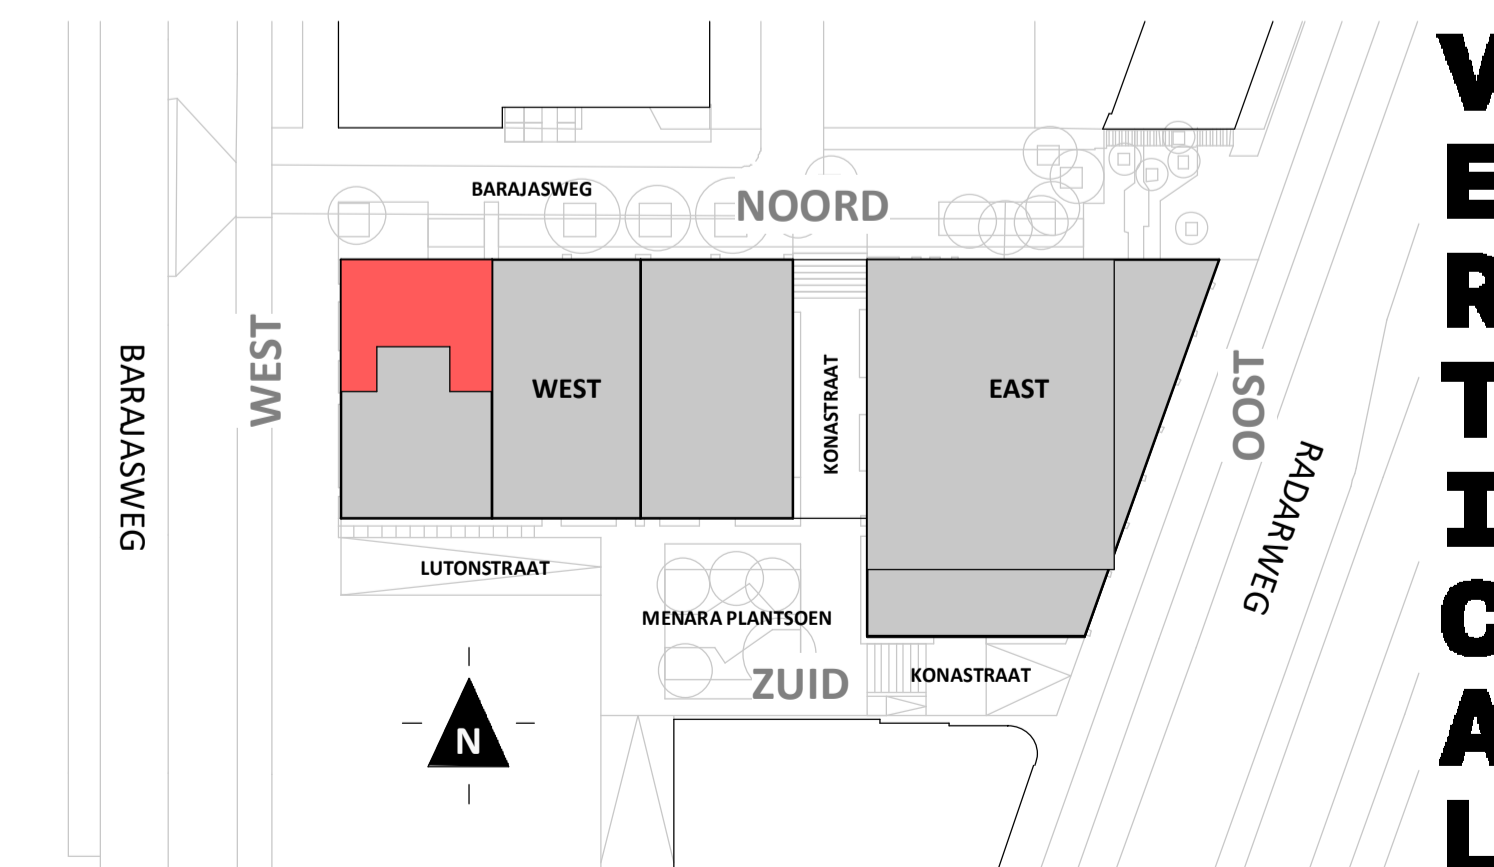 BARAJASWEG
NOORD
WEST
BARAJASWEG
WEST
KONASTRAAT
EAST
OOST
RADARWEG
LUTONSTRAAT
MENARA PLANTSOEN
ZUID
KONASTRAAT
N
VERTICAL